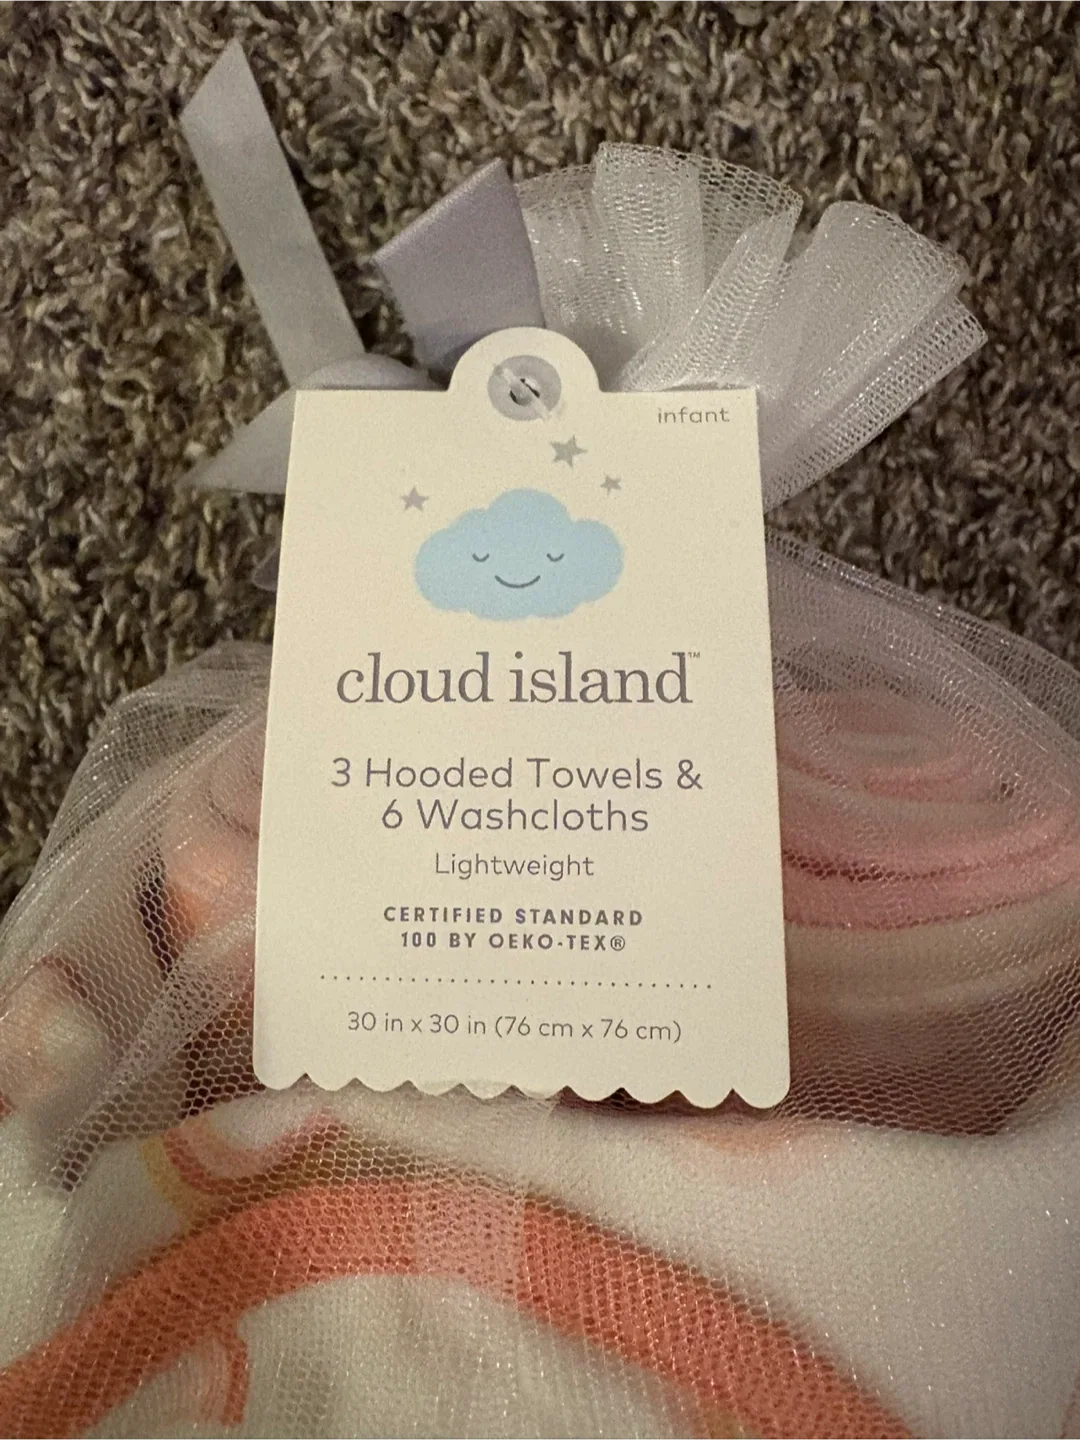 infant
cloud island™
3 Hooded Towels &
6 Washcloths
Lightweight
CERTIFIED STANDARD
100 BY OEKO-TEX®
30 in x 30 in (76 cm x 76 cm)